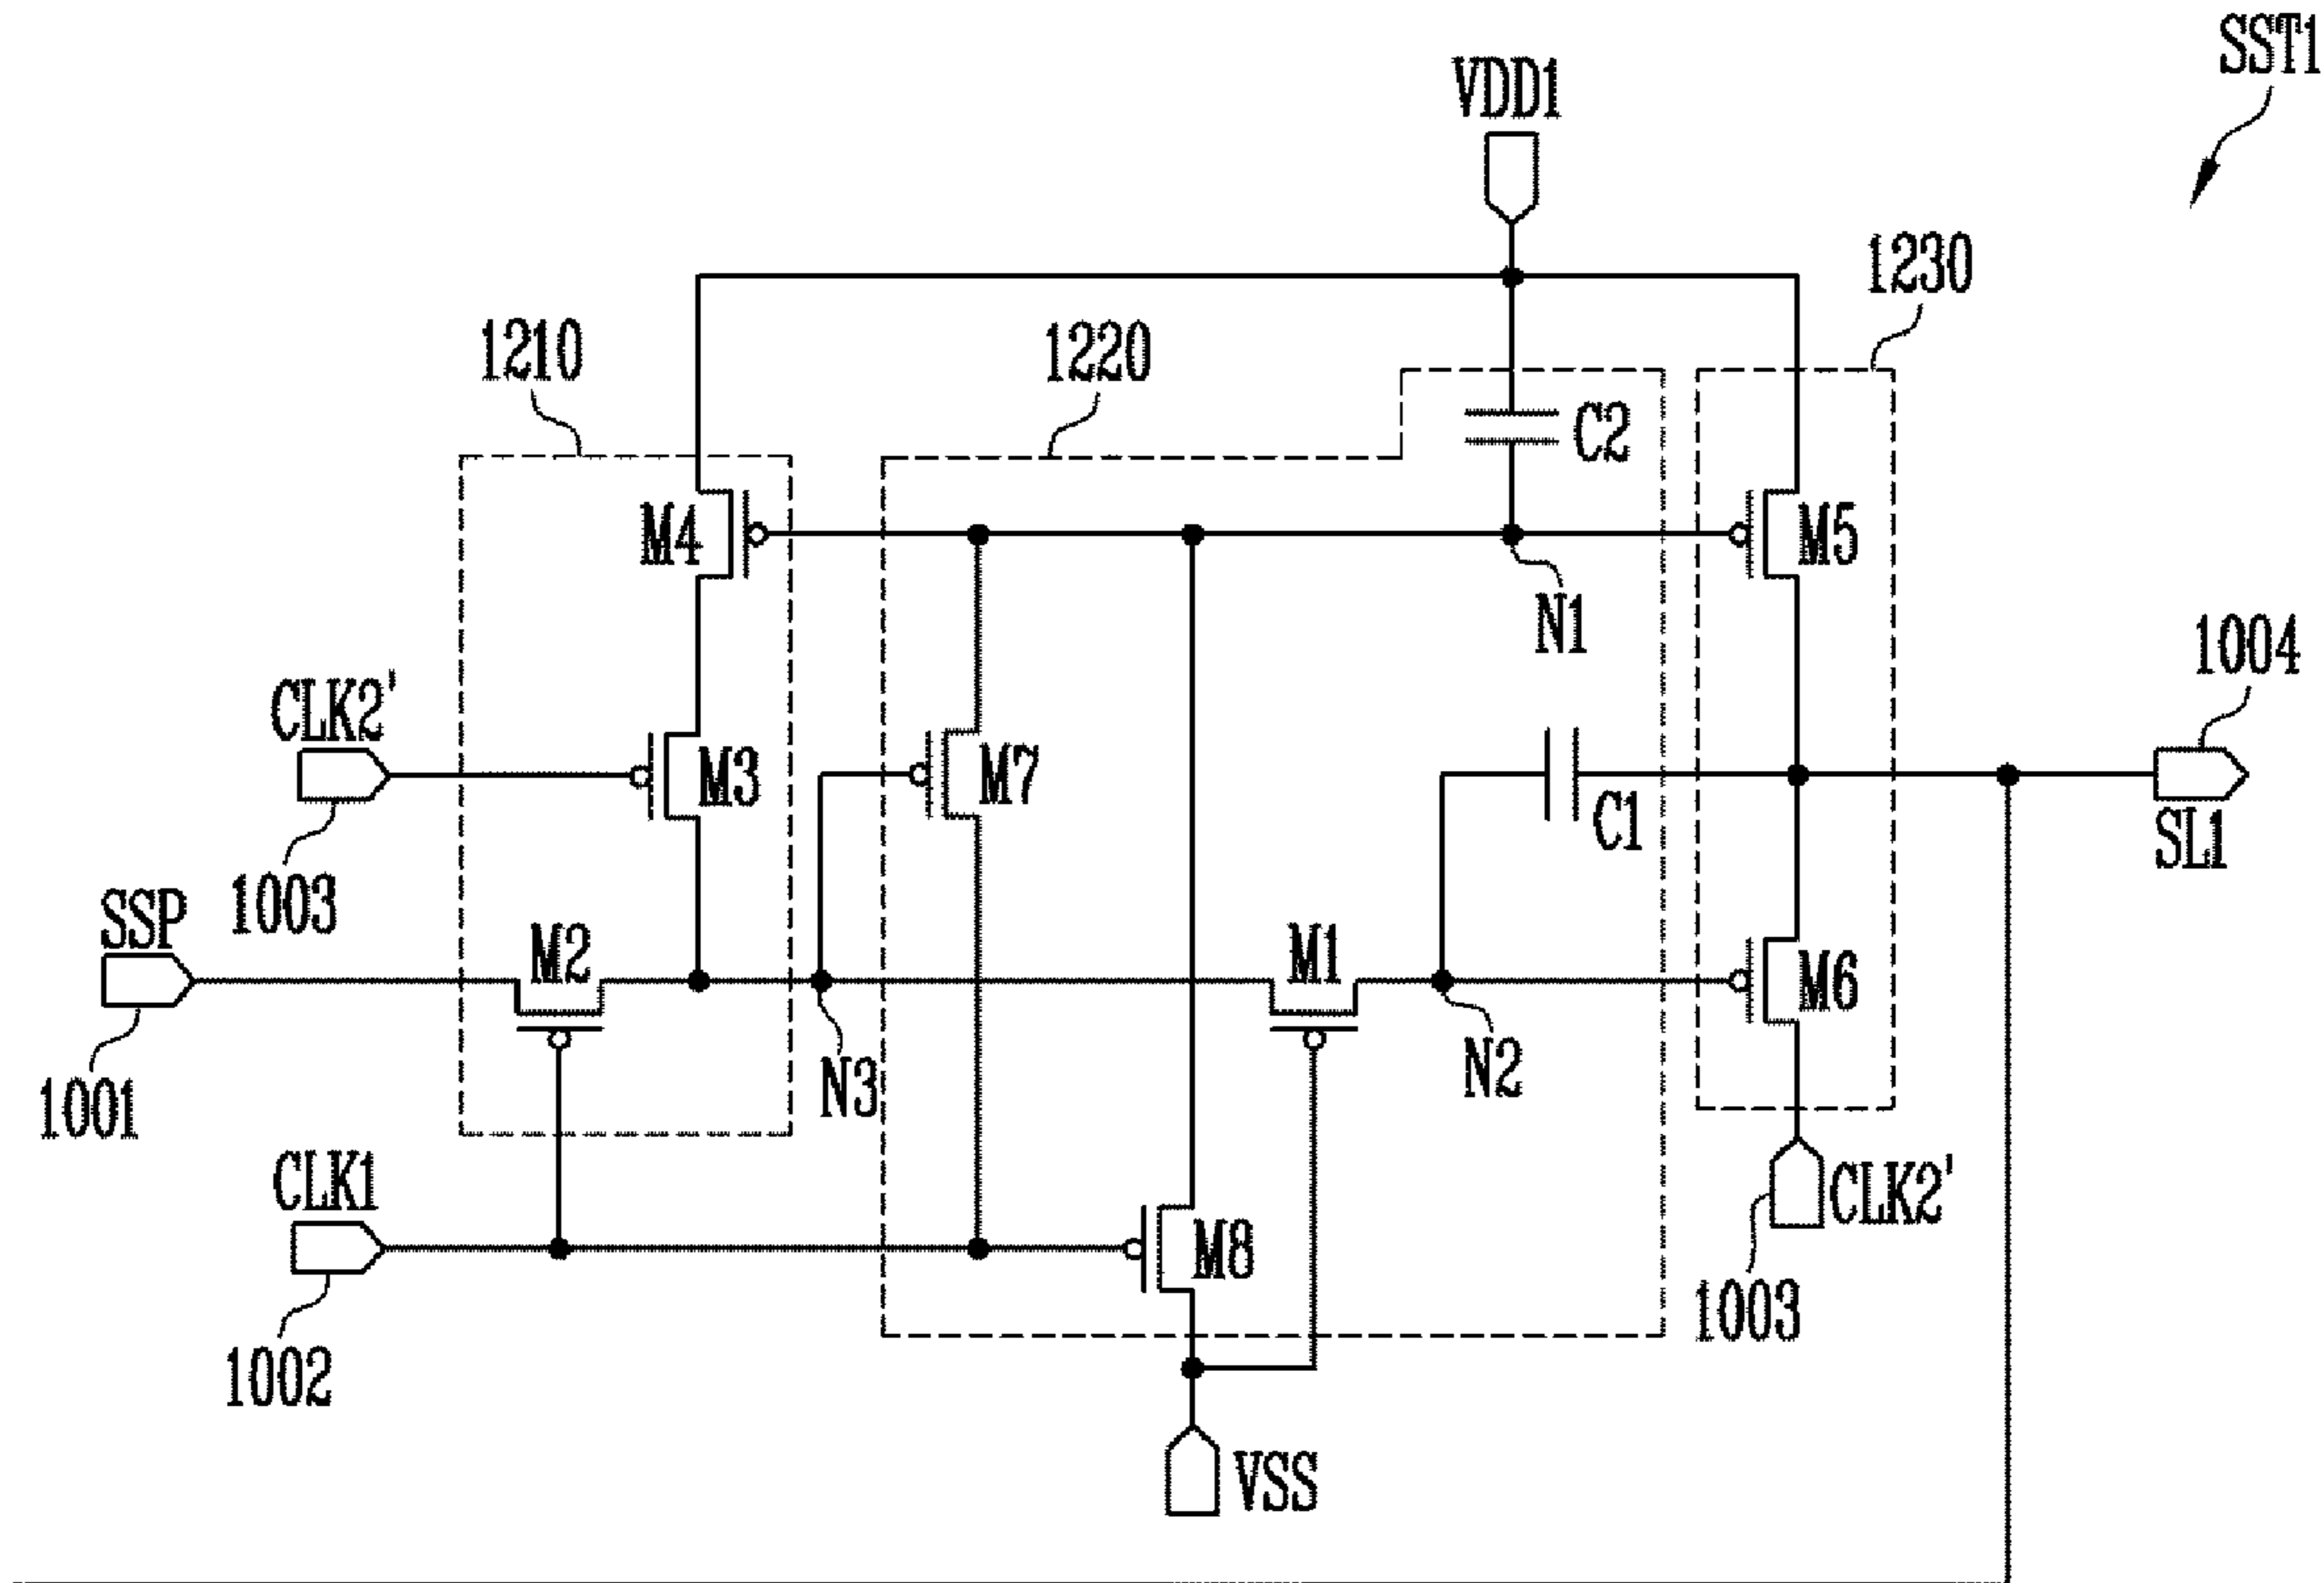 SST1
VDD1
1230
1210
1220
C2
M4
M5
N1
1004
CLK2'
M3
M7
C1
SL1
1003
SSP
M2
M1
M6
N3
N2
1001
CLK1
CLK2'
M8
1003
1002
VSS